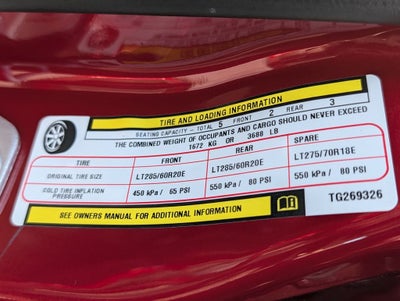 TIRE AND LOADING INFORMATION
SEATING CAPACITY - TOTAL 5 FRONT 2 REAR 3
THE COMBINED WEIGHT OF OCCUPANTS AND CARGO SHOULD NEVER EXCEED
1672 KG OR 3688 LB
TIRE FRONT REAR SPARE
ORIGINAL TIRE SIZE LT285/60R20E LT285/60R20E LT275/70R18E
COLD TIRE INFLATION PRESSURE 450 kPa / 65 PSI 550 kPa / 80 PSI 550 kPa / 80 PSI
SEE OWNERS MANUAL FOR ADDITIONAL INFORMATION
TG269326